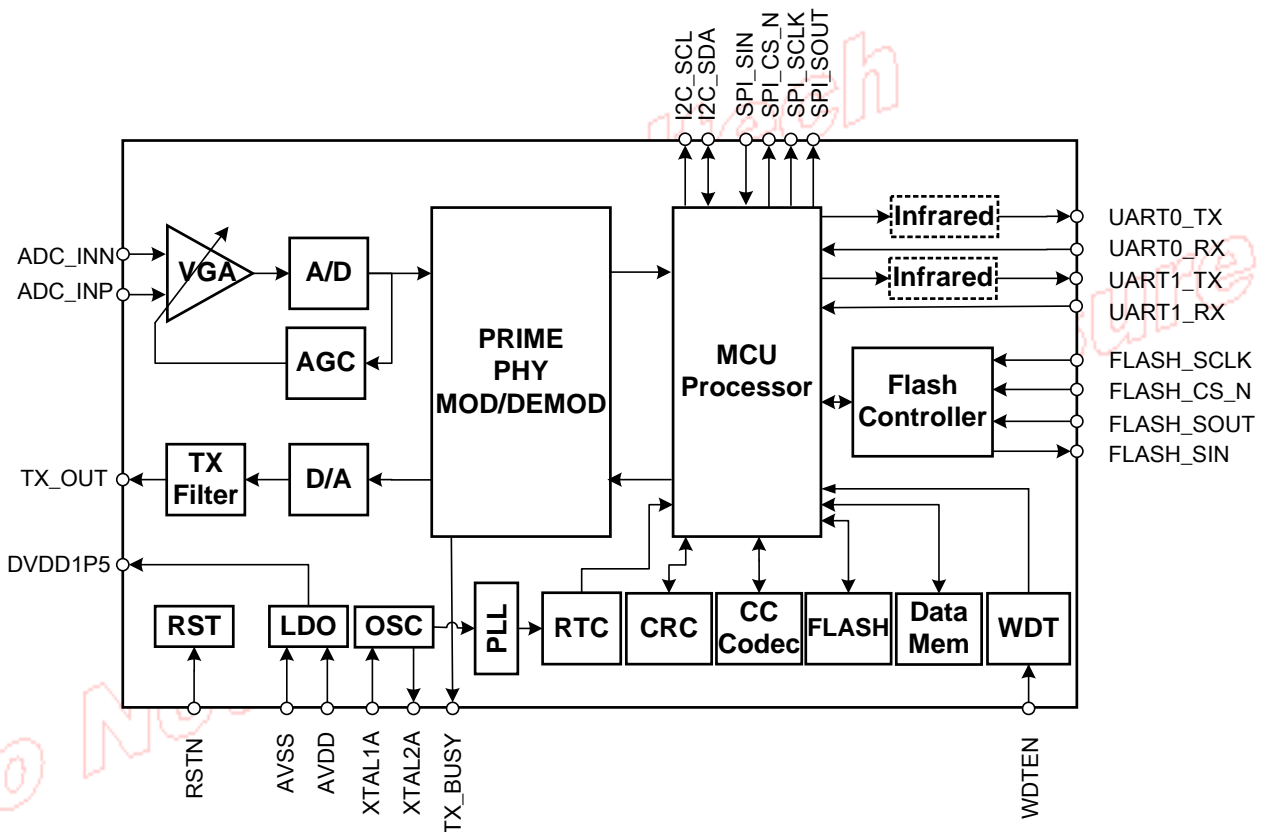 I2C_SCL
I2C_SDA
SPI_SIN
SPI_CS_N
SPI_SCLK
SPI_SOUT
ADC_INN
ADC_INP
VGA
A/D
AGC
PRIME
PHY
MOD/DEMOD
MCU
Processor
Infrared
UART0_TX
UART0_RX
Infrared
UART1_TX
UART1_RX
Flash
Controller
FLASH_SCLK
FLASH_CS_N
FLASH_SOUT
FLASH_SIN
TX_OUT
TX
Filter
D/A
DVDD1P5
RST
LDO
OSC
PLL
RTC
CRC
CC
Codec
FLASH
Data
Mem
WDT
RSTN
AVSS
AVDD
XTAL1A
XTAL2A
TX_BUSY
WDTEN